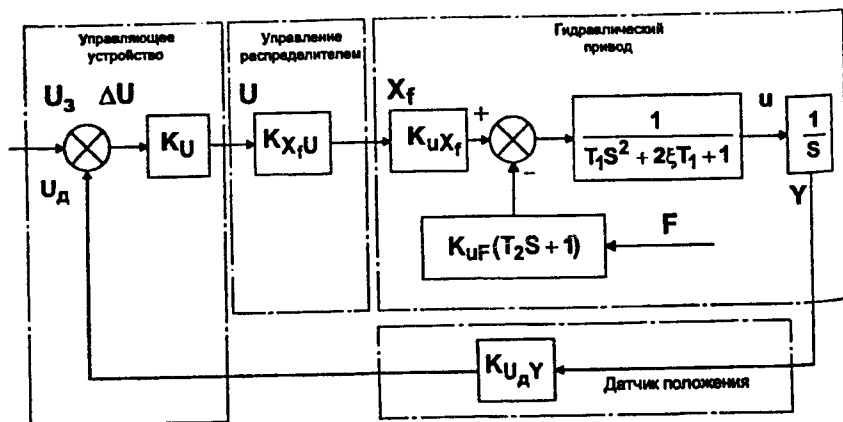 Управляющее
устройство
Управление
распределителем
Гидравлический
привод
Uз
ΔU
U
Xf
u
+
KU
KXfU
KuXf
1
T₁S² + 2ξT₁ + 1
1
S
Uд
−
Y
KuF(T₂S + 1)
F
KUдY
Датчик положения